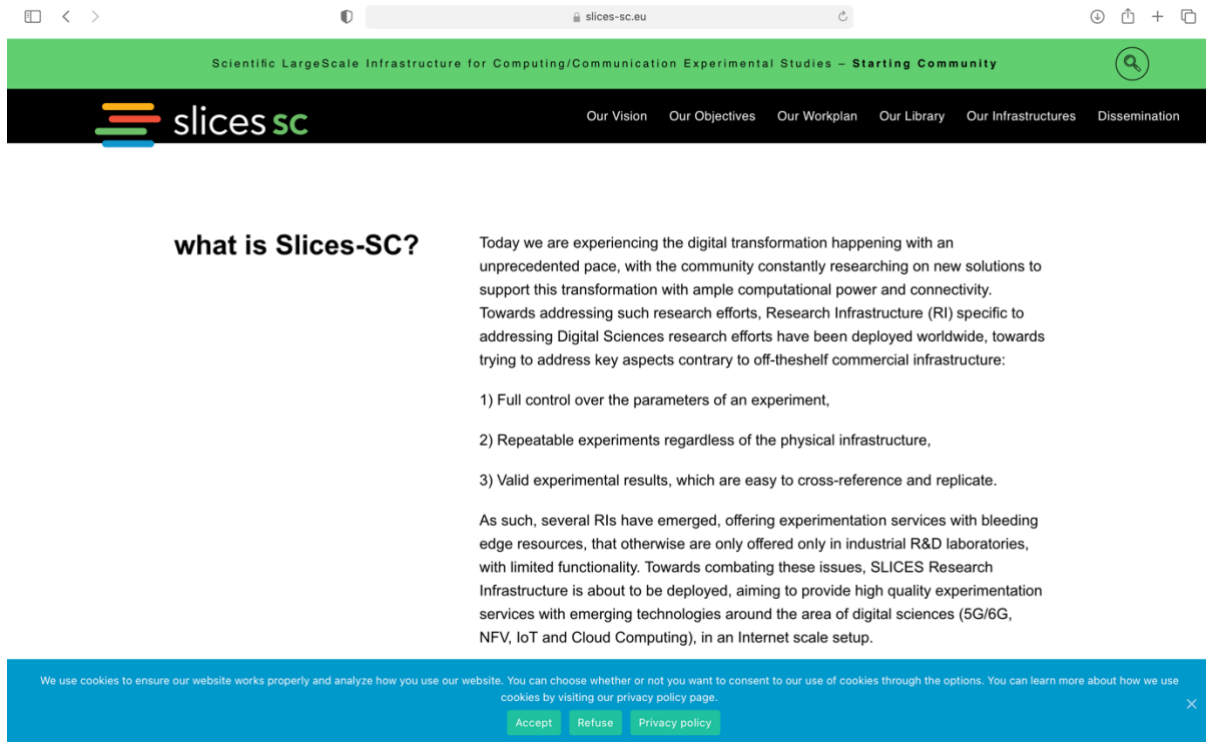 slices-sc.eu
Scientific LargeScale Infrastructure for Computing/Communication Experimental Studies – Starting Community
slices sc
Our Vision Our Objectives Our Workplan Our Library Our Infrastructures Dissemination
what is Slices-SC?
Today we are experiencing the digital transformation happening with an
unprecedented pace, with the community constantly researching on new solutions to
support this transformation with ample computational power and connectivity.
Towards addressing such research efforts, Research Infrastructure (RI) specific to
addressing Digital Sciences research efforts have been deployed worldwide, towards
trying to address key aspects contrary to off-theshelf commercial infrastructure:
1) Full control over the parameters of an experiment,
2) Repeatable experiments regardless of the physical infrastructure,
3) Valid experimental results, which are easy to cross-reference and replicate.
As such, several RIs have emerged, offering experimentation services with bleeding
edge resources, that otherwise are only offered only in industrial R&D laboratories,
with limited functionality. Towards combating these issues, SLICES Research
Infrastructure is about to be deployed, aiming to provide high quality experimentation
services with emerging technologies around the area of digital sciences (5G/6G,
NFV, IoT and Cloud Computing), in an Internet scale setup.
We use cookies to ensure our website works properly and analyze how you use our website. You can choose whether or not you want to consent to our use of cookies through the options. You can learn more about how we use
cookies by visiting our privacy policy page.
Accept Refuse Privacy policy